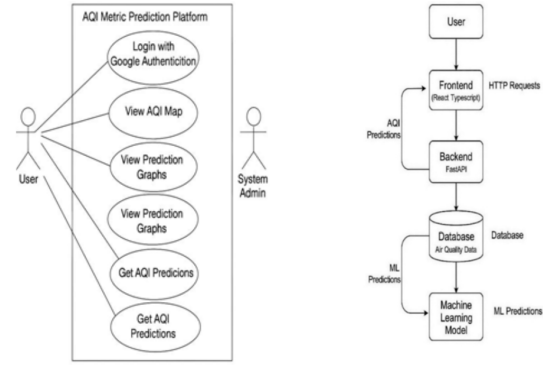 AQI Metric Prediction Platform
Login with
Google Authenticition
View AQI Map
View Prediction
Graphs
View Prediction
Graphs
Get AQI Predicions
Get AQI
Predictions
User
System
Admin
User
Frontend
(React Typescript)
HTTP Requests
AQI
Predictions
Backend
FastAPI
Database
Air Quality Data
Database
ML
Predictions
Machine
Learning
Model
ML Predictions